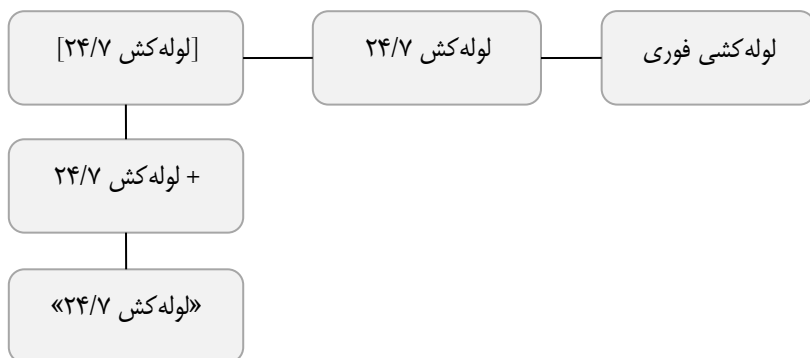 لوله‌کشی فوری
لوله‌کش ۲۴/۷
[لوله‌کش ۲۴/۷]
+ لوله‌کش ۲۴/۷
«لوله‌کش ۲۴/۷»